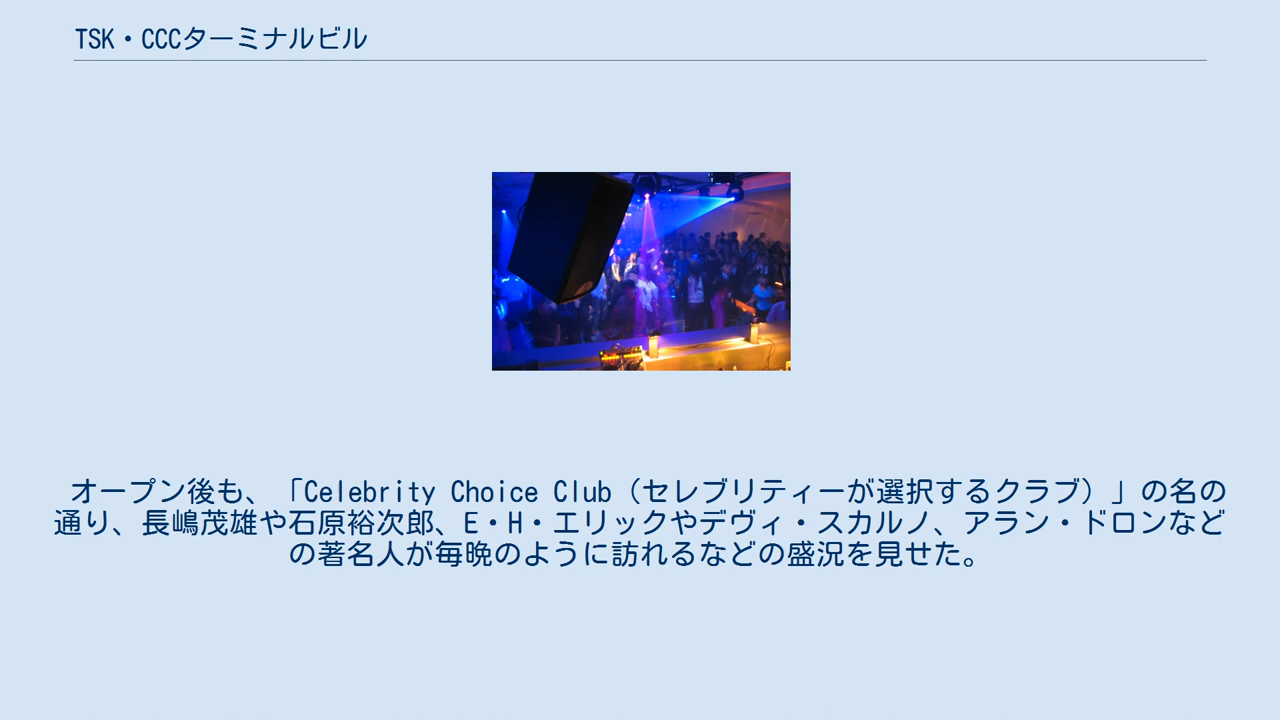 TSK・CCCターミナルビル
オープン後も、「Celebrity Choice Club（セレブリティーが選択するクラブ）」の名の
通り、長嶋茂雄や石原裕次郎、E・H・エリックやデヴィ・スカルノ、アラン・ドロンなど
の著名人が毎晩のように訪れるなどの盛況を見せた。